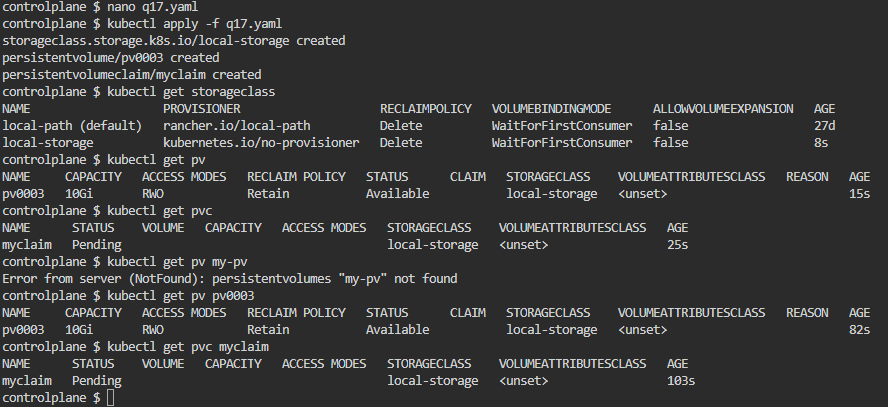 controlplane $ nano q17.yaml
controlplane $ kubectl apply -f q17.yaml
storageclass.storage.k8s.io/local-storage created
persistentvolume/pv0003 created
persistentvolumeclaim/myclaim created
controlplane $ kubectl get storageclass
NAME                   PROVISIONER                    RECLAIMPOLICY   VOLUMEBINDINGMODE      ALLOWVOLUMEEXPANSION   AGE
local-path (default)   rancher.io/local-path          Delete          WaitForFirstConsumer   false                  27d
local-storage          kubernetes.io/no-provisioner   Delete          WaitForFirstConsumer   false                  8s
controlplane $ kubectl get pv
NAME     CAPACITY   ACCESS MODES   RECLAIM POLICY   STATUS      CLAIM   STORAGECLASS    VOLUMEATTRIBUTESCLASS   REASON   AGE
pv0003   10Gi       RWO            Retain           Available           local-storage   <unset>                          15s
controlplane $ kubectl get pvc
NAME      STATUS    VOLUME   CAPACITY   ACCESS MODES   STORAGECLASS    VOLUMEATTRIBUTESCLASS   AGE
myclaim   Pending                                      local-storage   <unset>                 25s
controlplane $ kubectl get pv my-pv
Error from server (NotFound): persistentvolumes "my-pv" not found
controlplane $ kubectl get pv pv0003
NAME     CAPACITY   ACCESS MODES   RECLAIM POLICY   STATUS      CLAIM   STORAGECLASS    VOLUMEATTRIBUTESCLASS   REASON   AGE
pv0003   10Gi       RWO            Retain           Available           local-storage   <unset>                          82s
controlplane $ kubectl get pvc myclaim
NAME      STATUS    VOLUME   CAPACITY   ACCESS MODES   STORAGECLASS    VOLUMEATTRIBUTESCLASS   AGE
myclaim   Pending                                      local-storage   <unset>                 103s
controlplane $